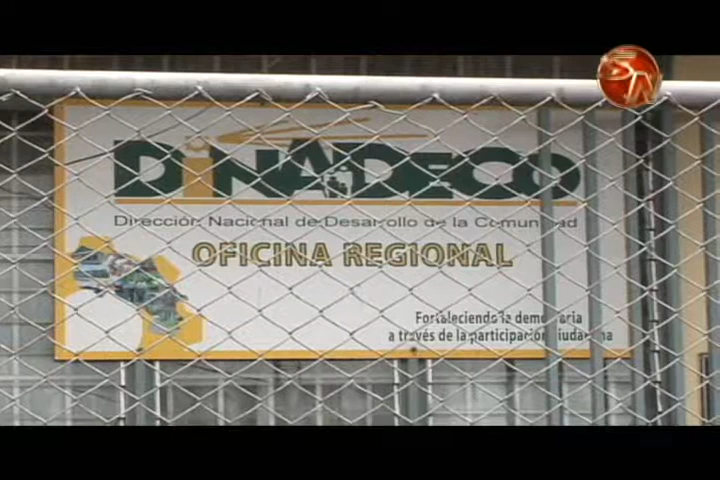 DiNADECO
Dirección Nacional de Desarrollo de la Comunidad
OFICINA REGIONAL
Fortaleciendo la democracia
a través de la participación ciudadana